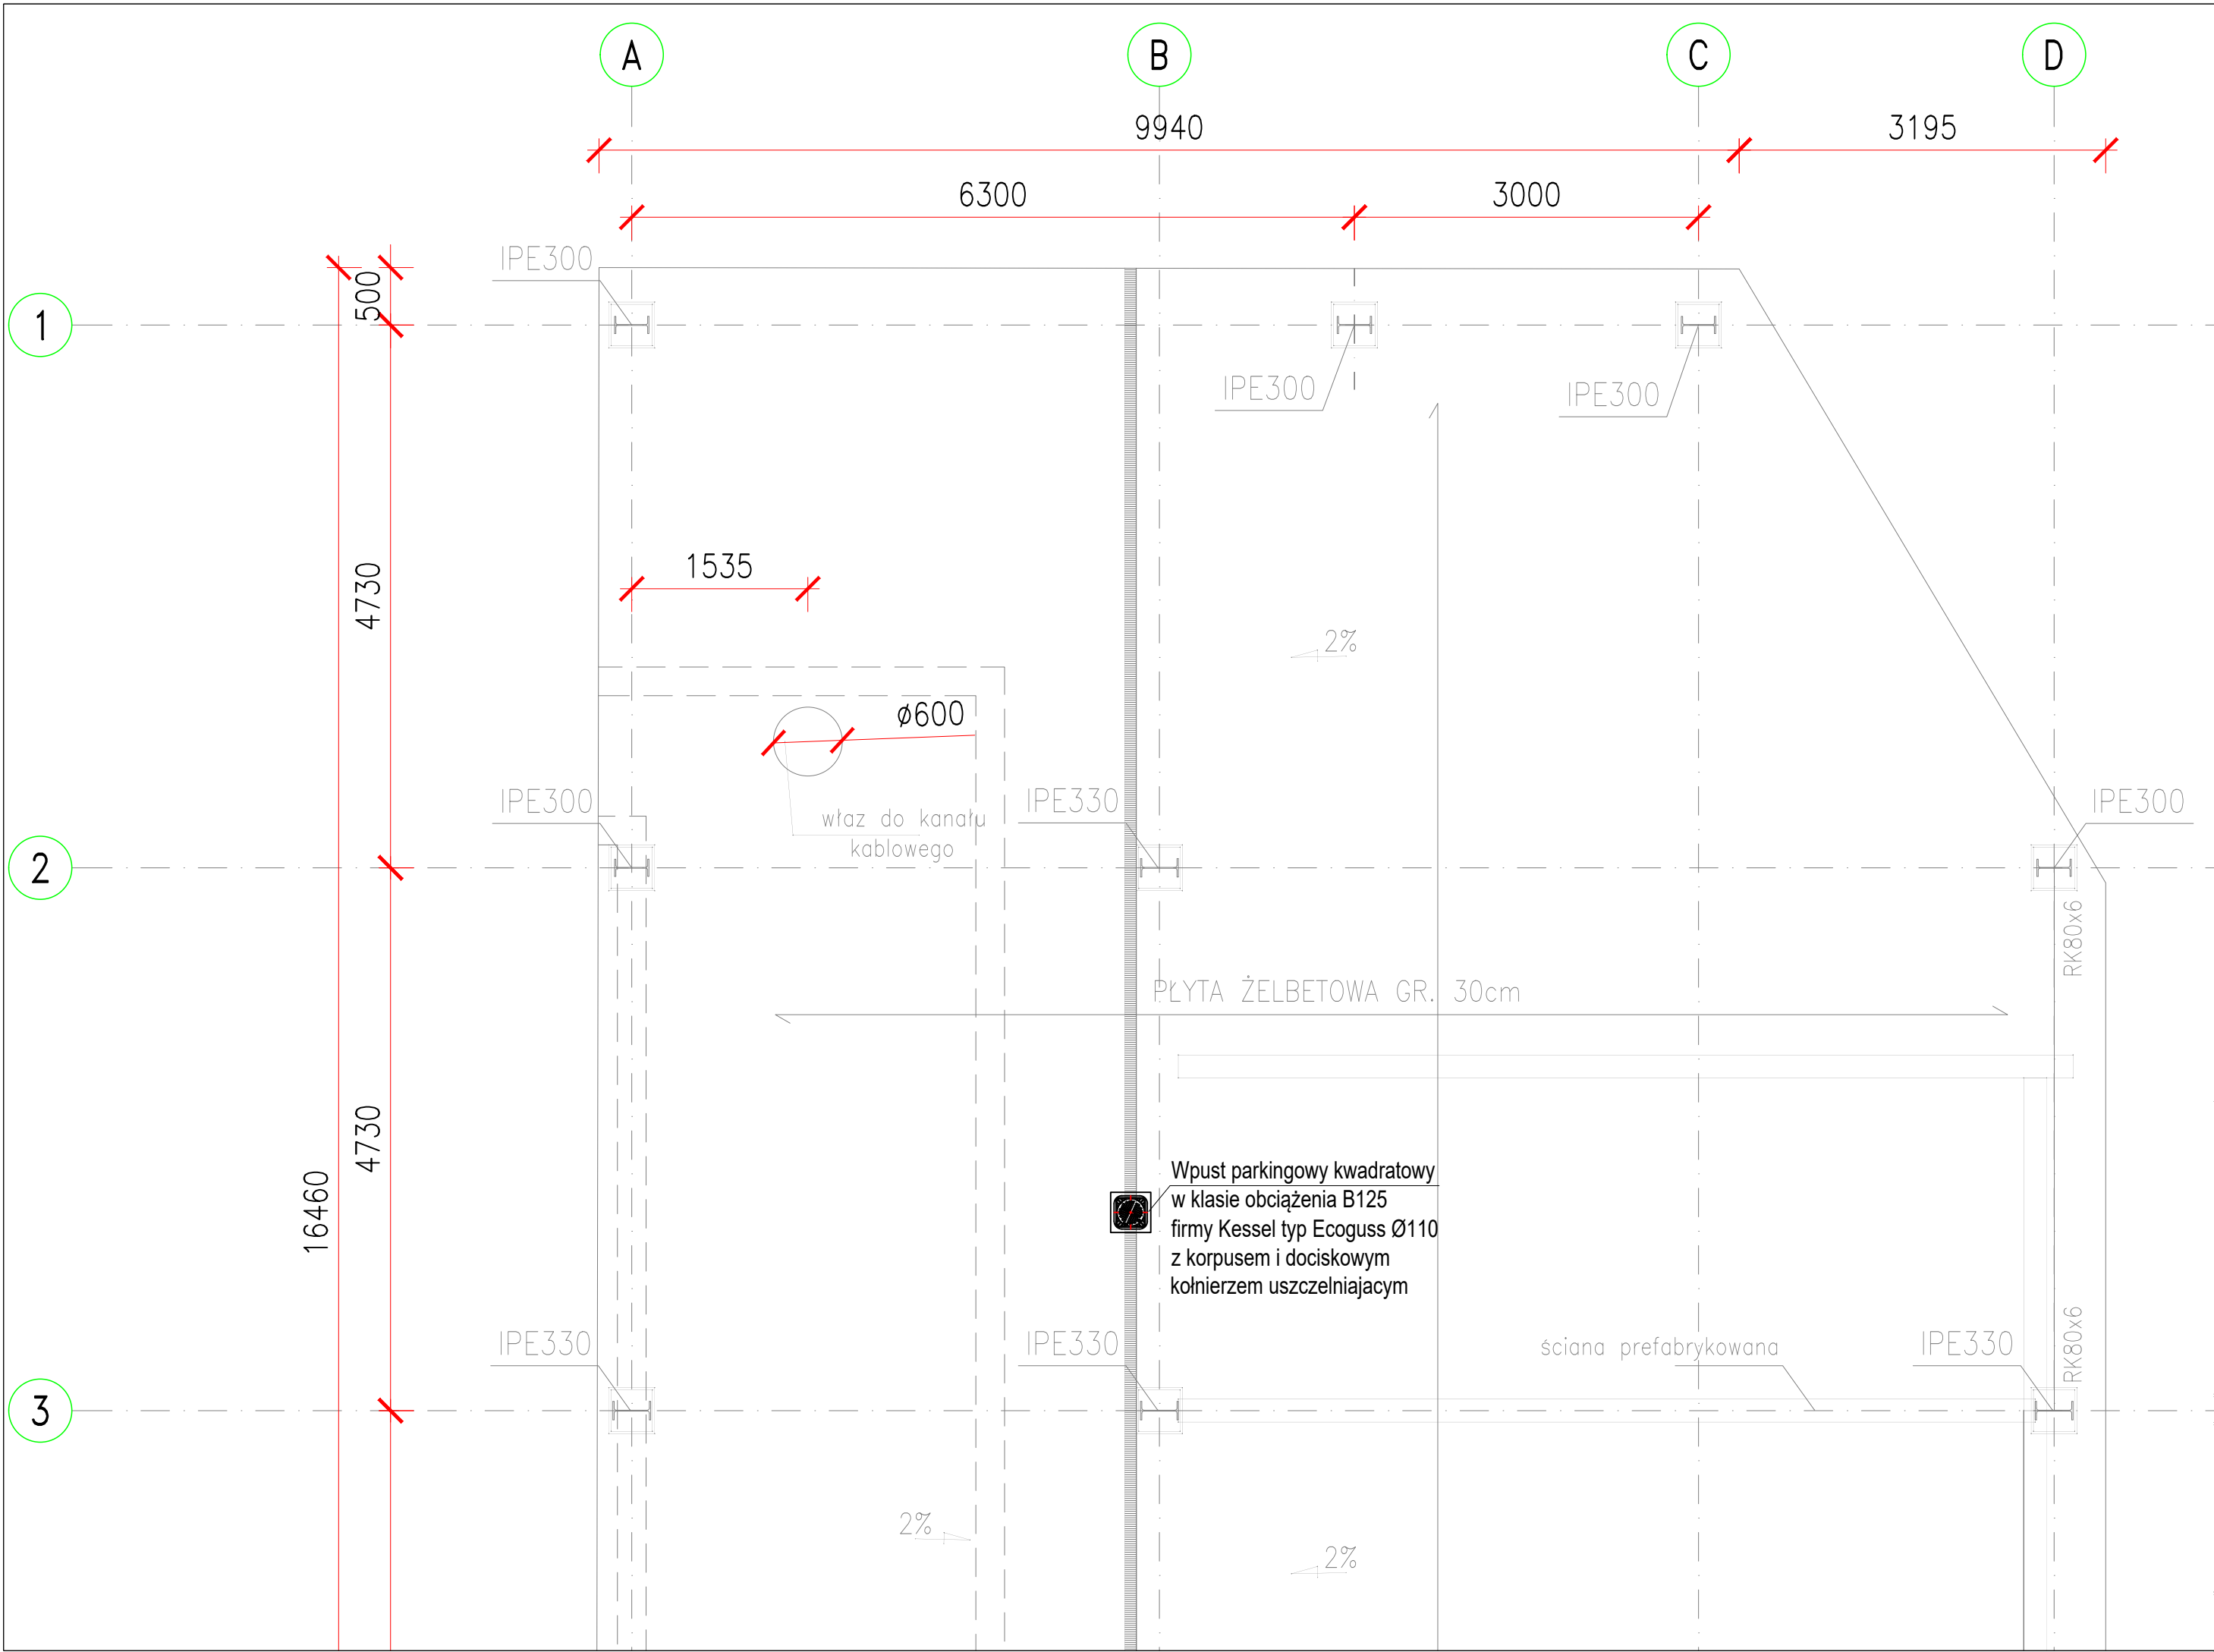 A
B
C
D
9940
3195
6300
3000
IPE300
500
1
IPE300
IPE300
4730
1535
2%
ø600
IPE300
właz do kanału
kablowego
IPE330
IPE300
2
RK80x6
PŁYTA ŻELBETOWA GR. 30cm
4730
16460
Wpust parkingowy kwadratowy
w klasie obciążenia B125
firmy Kessel typ Ecoguss Ø110
z korpusem i dociskowym
kołnierzem uszczelniajacym
IPE330
IPE330
ściana prefabrykowana
IPE330
RK80x6
3
2%
2%